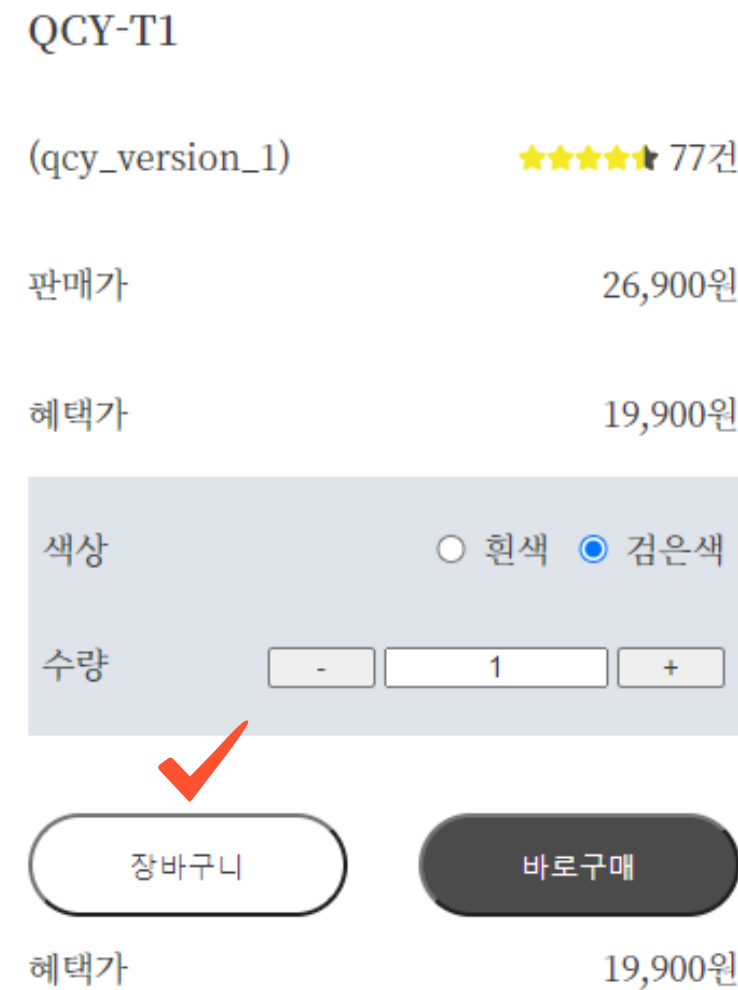 QCY-T1
(qcy_version_1) 77건
판매가 26,900원
혜택가 19,900원
색상 흰색 검은색
수량 - 1 +
장바구니 바로구매
혜택가 19,900원